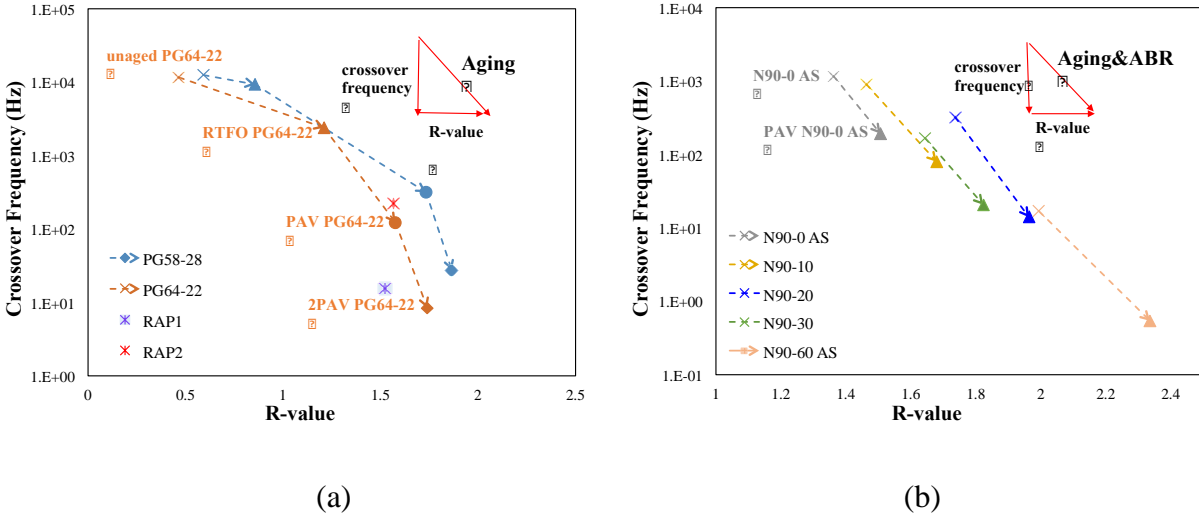 1.E+05
1.E+04
1.E+03
1.E+02
1.E+01
1.E+00
Crossover Frequency (Hz)
0
0.5
1
1.5
2
2.5
R-value
unaged PG64-22
RTFO PG64-22
PAV PG64-22
2PAV PG64-22
crossover
frequency
Aging
R-value
PG58-28
PG64-22
RAP1
RAP2
(a)
1.E+04
1.E+03
1.E+02
1.E+01
1.E+00
1.E-01
Crossover Frequency (Hz)
1
1.2
1.4
1.6
1.8
2
2.2
2.4
R-value
N90-0 AS
PAV N90-0 AS
crossover
frequency
Aging&ABR
R-value
N90-0 AS
N90-10
N90-20
N90-30
N90-60 AS
(b)